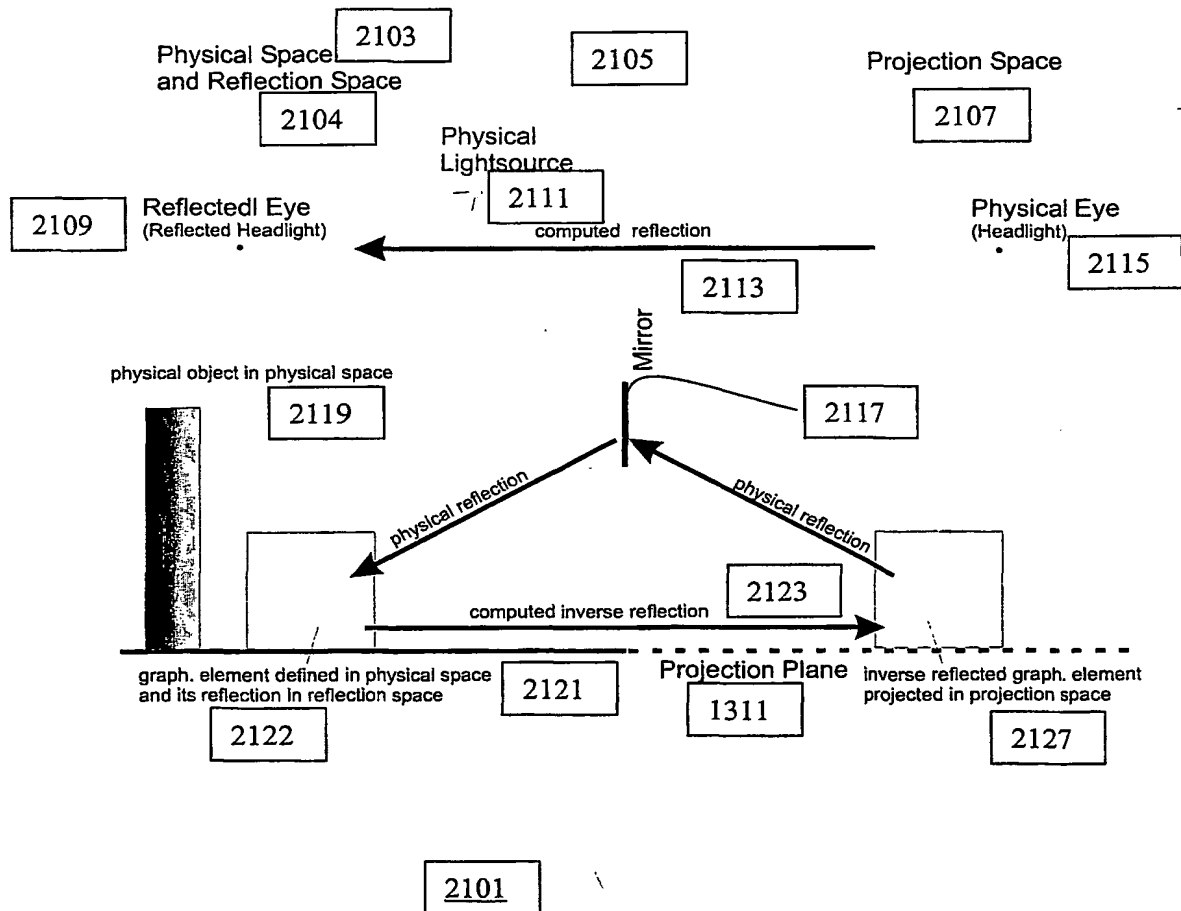 2103
Physical Space
and Reflection Space
2104
2105
Projection Space
2107
Physical
Lightsource
2111
2109
Reflectedl Eye
(Reflected Headlight)
computed reflection
2113
Physical Eye
(Headlight)
2115
Mirror
physical object in physical space
2119
2117
physical reflection
physical reflection
2123
computed inverse reflection
graph. element defined in physical space
and its reflection in reflection space
2122
2121
Projection Plane
1311
inverse reflected graph. element
projected in projection space
2127
2101